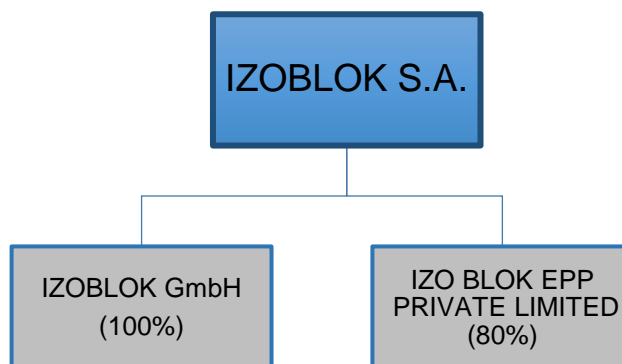 IZOBLOK S.A.
IZOBLOK GmbH
(100%)
IZO BLOK EPP
PRIVATE LIMITED
(80%)